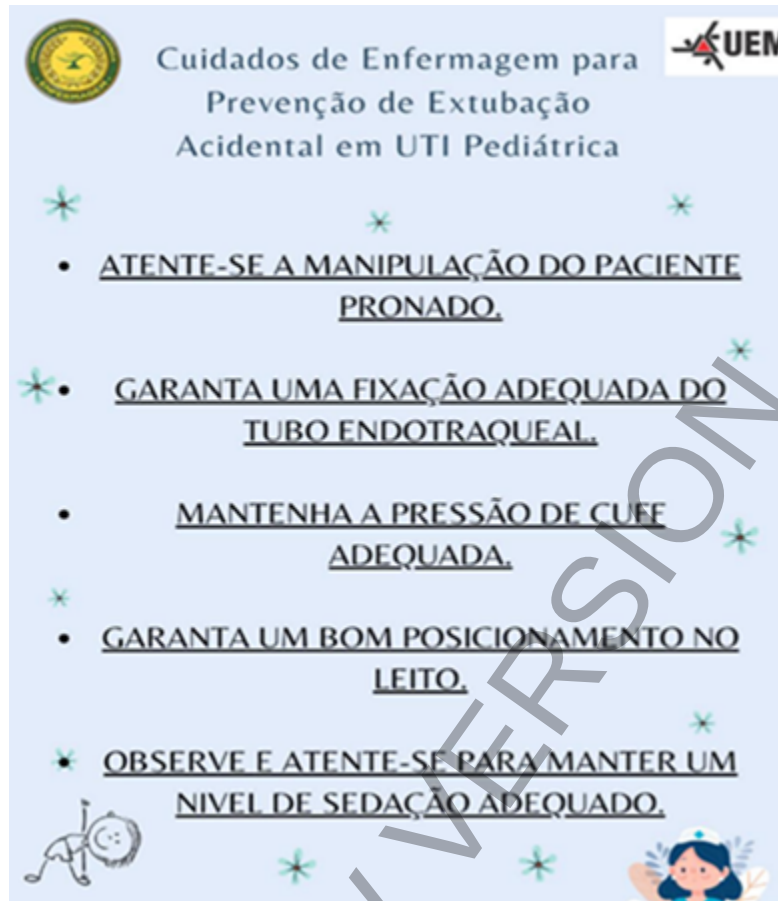 Cuidados de Enfermagem para
Prevenção de Extubação
Acidental em UTI Pediátrica
UEM
• ATENTE-SE A MANIPULAÇÃO DO PACIENTE
PRONADO.
• GARANTA UMA FIXAÇÃO ADEQUADA DO
TUBO ENDOTRAQUEAL.
• MANTENHA A PRESSÃO DE CUFF
ADEQUADA.
• GARANTA UM BOM POSICIONAMENTO NO
LEITO.
• OBSERVE E ATENTE-SE PARA MANTER UM
NIVEL DE SEDAÇÃO ADEQUADO.
VERSION